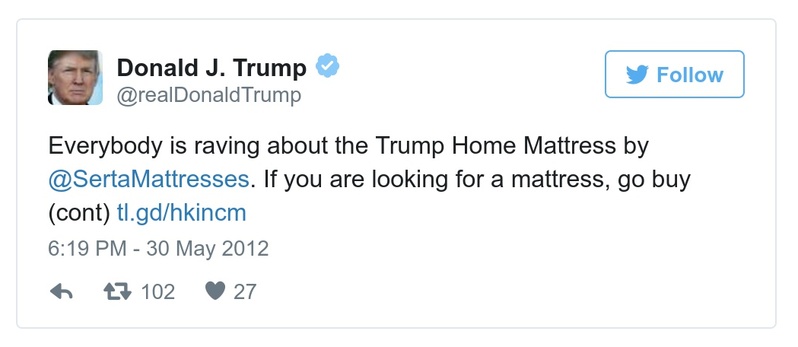 Donald J. Trump
@realDonaldTrump
Follow
Everybody is raving about the Trump Home Mattress by
@SertaMattresses. If you are looking for a mattress, go buy
(cont) tl.gd/hkincm
6:19 PM - 30 May 2012
102 27